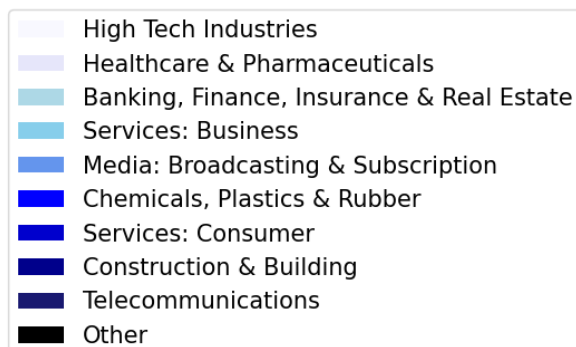 High Tech Industries
Healthcare & Pharmaceuticals
Banking, Finance, Insurance & Real Estate
Services: Business
Media: Broadcasting & Subscription
Chemicals, Plastics & Rubber
Services: Consumer
Construction & Building
Telecommunications
Other